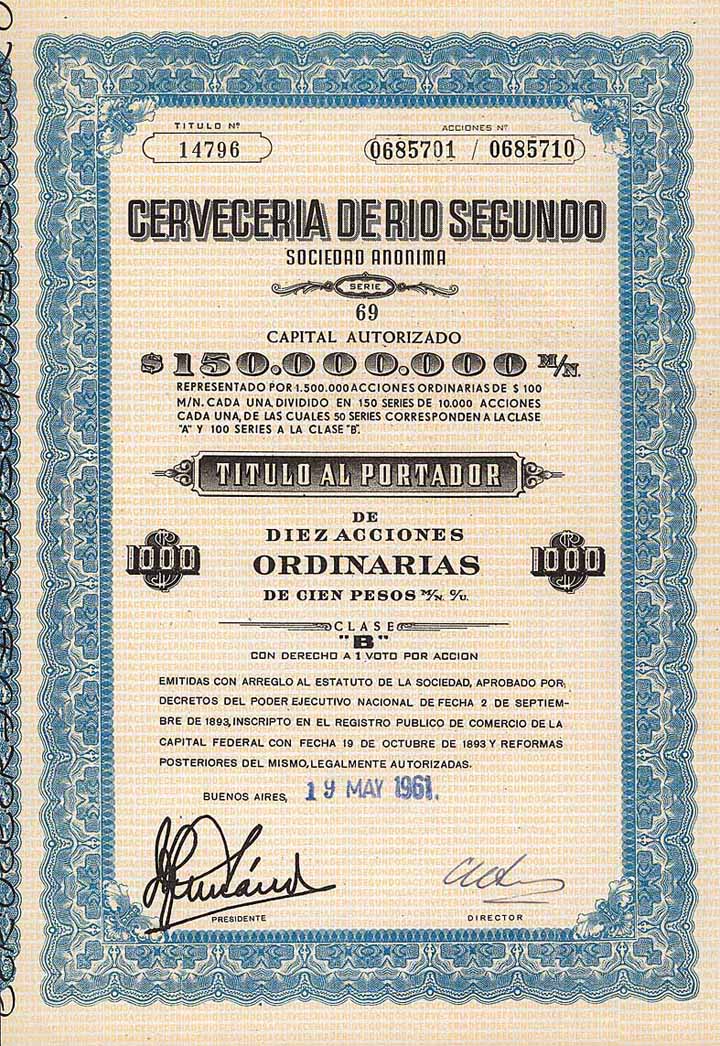 TITULO Nº
14796
ACCIONES Nº
0685701 / 0685710
CERVECERIA DE RIO SEGUNDO
SOCIEDAD ANONIMA
SERIE
69
CAPITAL AUTORIZADO
$ 150.000.000 M/N.
REPRESENTADO POR 1.500.000 ACCIONES ORDINARIAS DE $ 100
M/N. CADA UNA, DIVIDIDO EN 150 SERIES DE 10.000 ACCIONES
CADA UNA, DE LAS CUALES 50 SERIES CORRESPONDEN A LA CLASE
"A" Y 100 SERIES A LA CLASE "B".
TITULO AL PORTADOR
DE
DIEZ ACCIONES
1000 ORDINARIAS 1000
DE CIEN PESOS M/N. C/U.
CLASE
"B"
CON DERECHO A 1 VOTO POR ACCION
EMITIDAS CON ARREGLO AL ESTATUTO DE LA SOCIEDAD, APROBADO POR
DECRETOS DEL PODER EJECUTIVO NACIONAL DE FECHA 2 DE SEPTIEM-
BRE DE 1893, INSCRIPTO EN EL REGISTRO PUBLICO DE COMERCIO DE LA
CAPITAL FEDERAL CON FECHA 19 DE OCTUBRE DE 1893 Y REFORMAS
POSTERIORES DEL MISMO, LEGALMENTE AUTORIZADAS.
BUENOS AIRES, 19 MAY 1961.
PRESIDENTE
DIRECTOR